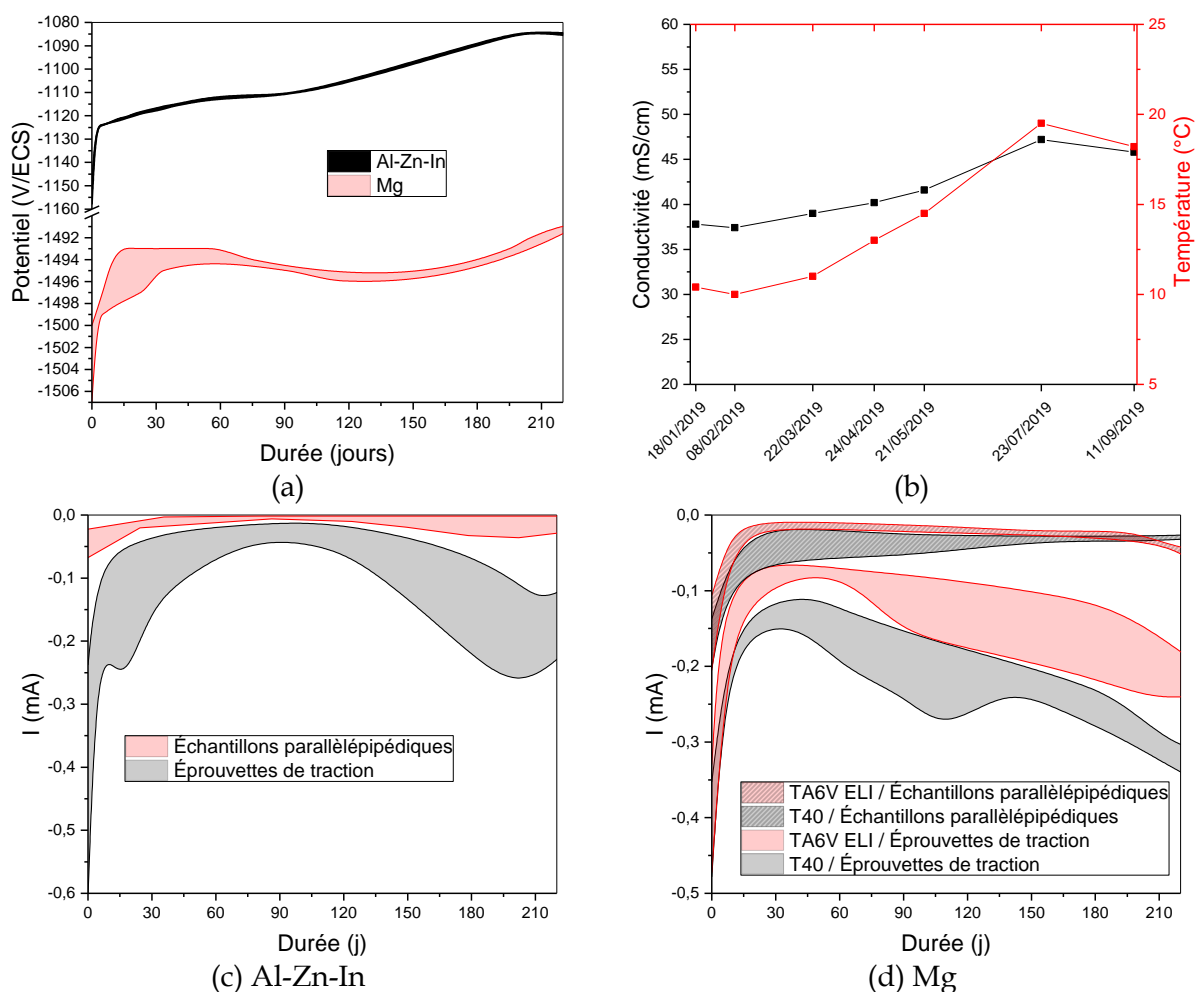 -1080
-1090
-1100
-1110
-1120
-1130
-1140
-1150
-1160
-1492
-1494
-1496
-1498
-1500
-1502
-1504
-1506
Potentiel (V/ECS)
Al-Zn-In
Mg
0 30 60 90 120 150 180 210
Durée (jours)
(a)
60
55
50
45
40
35
30
25
20
Conductivité (mS/cm)
25
20
15
10
5
Température (°C)
18/01/2019
08/02/2019
22/03/2019
24/04/2019
21/05/2019
23/07/2019
11/09/2019
(b)
0,0
-0,1
-0,2
-0,3
-0,4
-0,5
-0,6
I (mA)
Échantillons parallèlépipédiques
Éprouvettes de traction
0 30 60 90 120 150 180 210
Durée (j)
(c) Al-Zn-In
0,0
-0,1
-0,2
-0,3
-0,4
-0,5
I (mA)
TA6V ELI / Échantillons parallèlépipédiques
T40 / Échantillons parallèlépipédiques
TA6V ELI / Éprouvettes de traction
T40 / Éprouvettes de traction
0 30 60 90 120 150 180 210
Durée (j)
(d) Mg